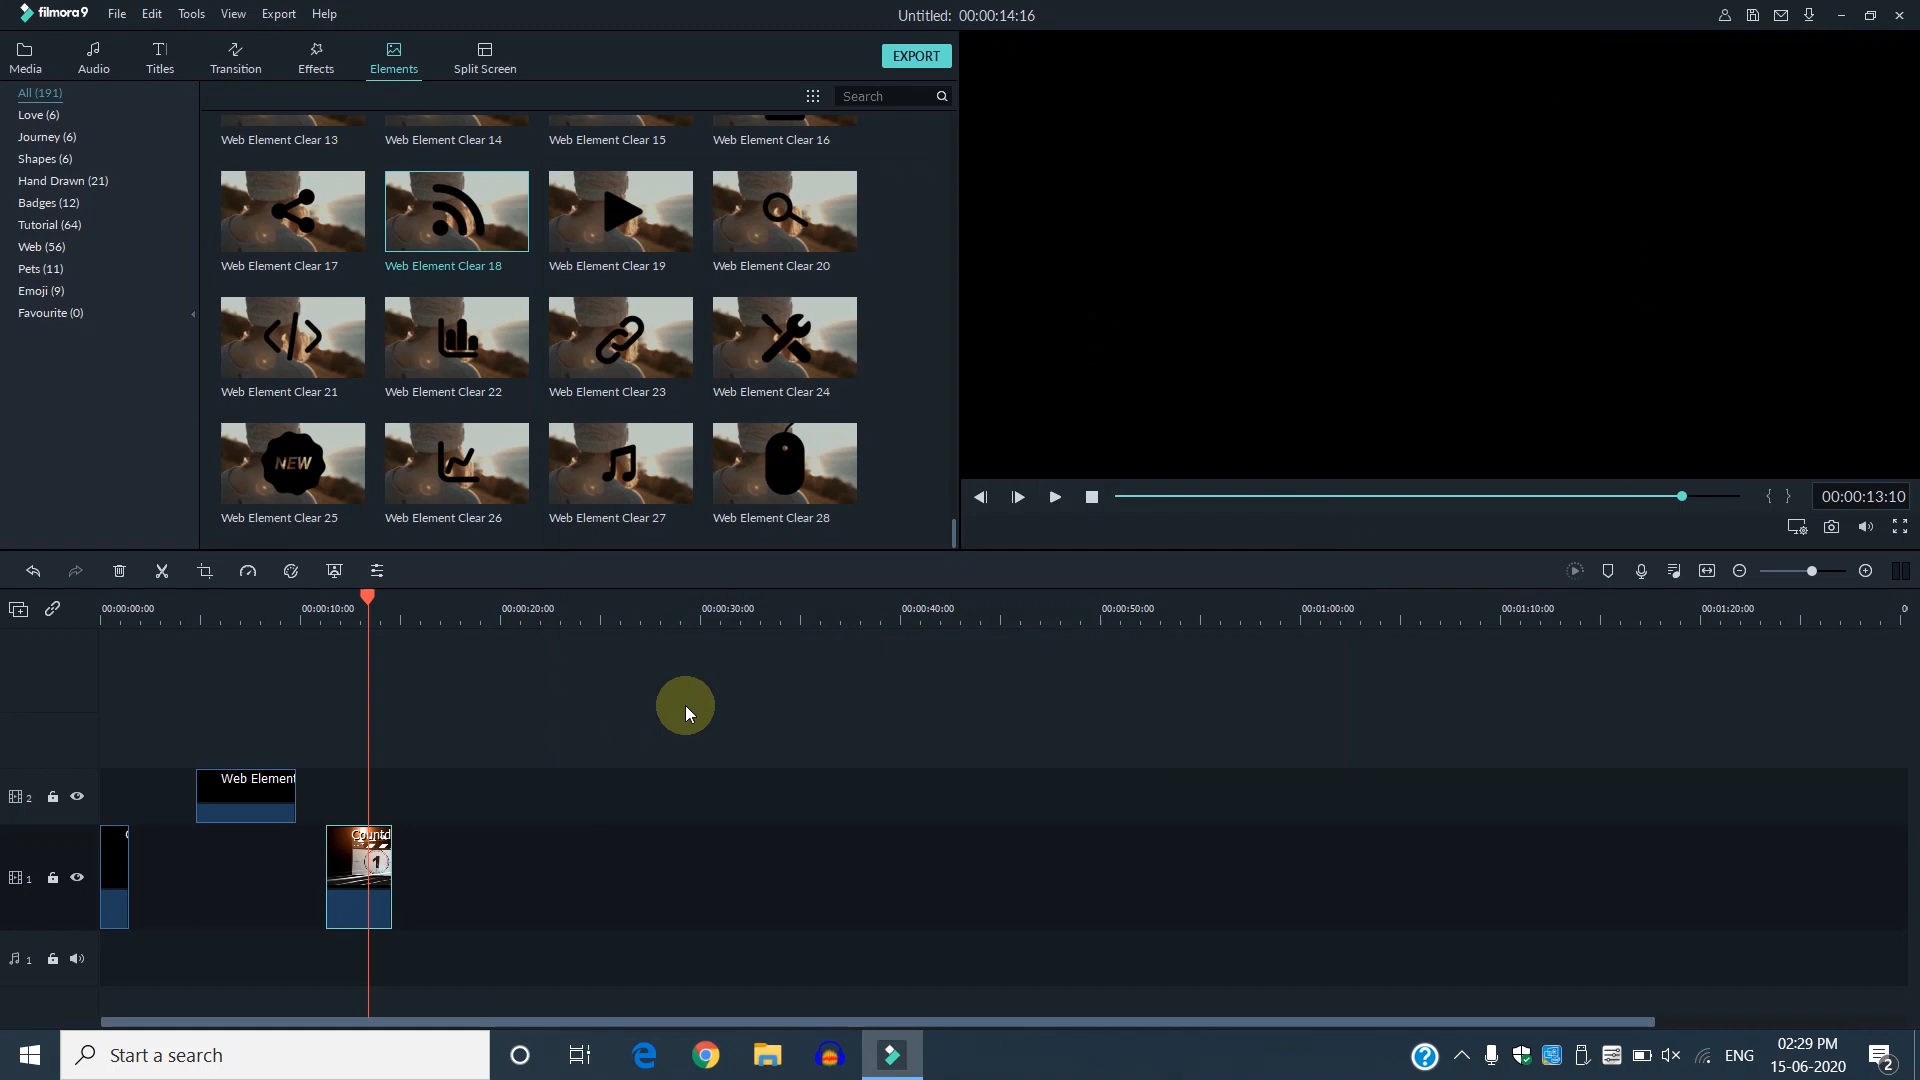 filmora9 File Edit Tools View Export Help Untitled: 00:00:14:16
Media Audio Titles Transition Effects Elements Split Screen EXPORT
All (191)
Love (6)
Journey (6)
Shapes (6)
Hand Drawn (21)
Badges (12)
Tutorial (64)
Web (56)
Pets (11)
Emoji (9)
Favourite (0)
Search
Web Element Clear 13 Web Element Clear 14 Web Element Clear 15 Web Element Clear 16
Web Element Clear 17 Web Element Clear 18 Web Element Clear 19 Web Element Clear 20
Web Element Clear 21 Web Element Clear 22 Web Element Clear 23 Web Element Clear 24
NEW
Web Element Clear 25 Web Element Clear 26 Web Element Clear 27 Web Element Clear 28
00:00:13:10
00:00:00:00 00:00:10:00 00:00:20:00 00:00:30:00 00:00:40:00 00:00:50:00 00:01:00:00 00:01:10:00 00:01:20:00 0
2 Web Element
1 Countd
1
1
Start a search
ENG
02:29 PM
15-06-2020
2